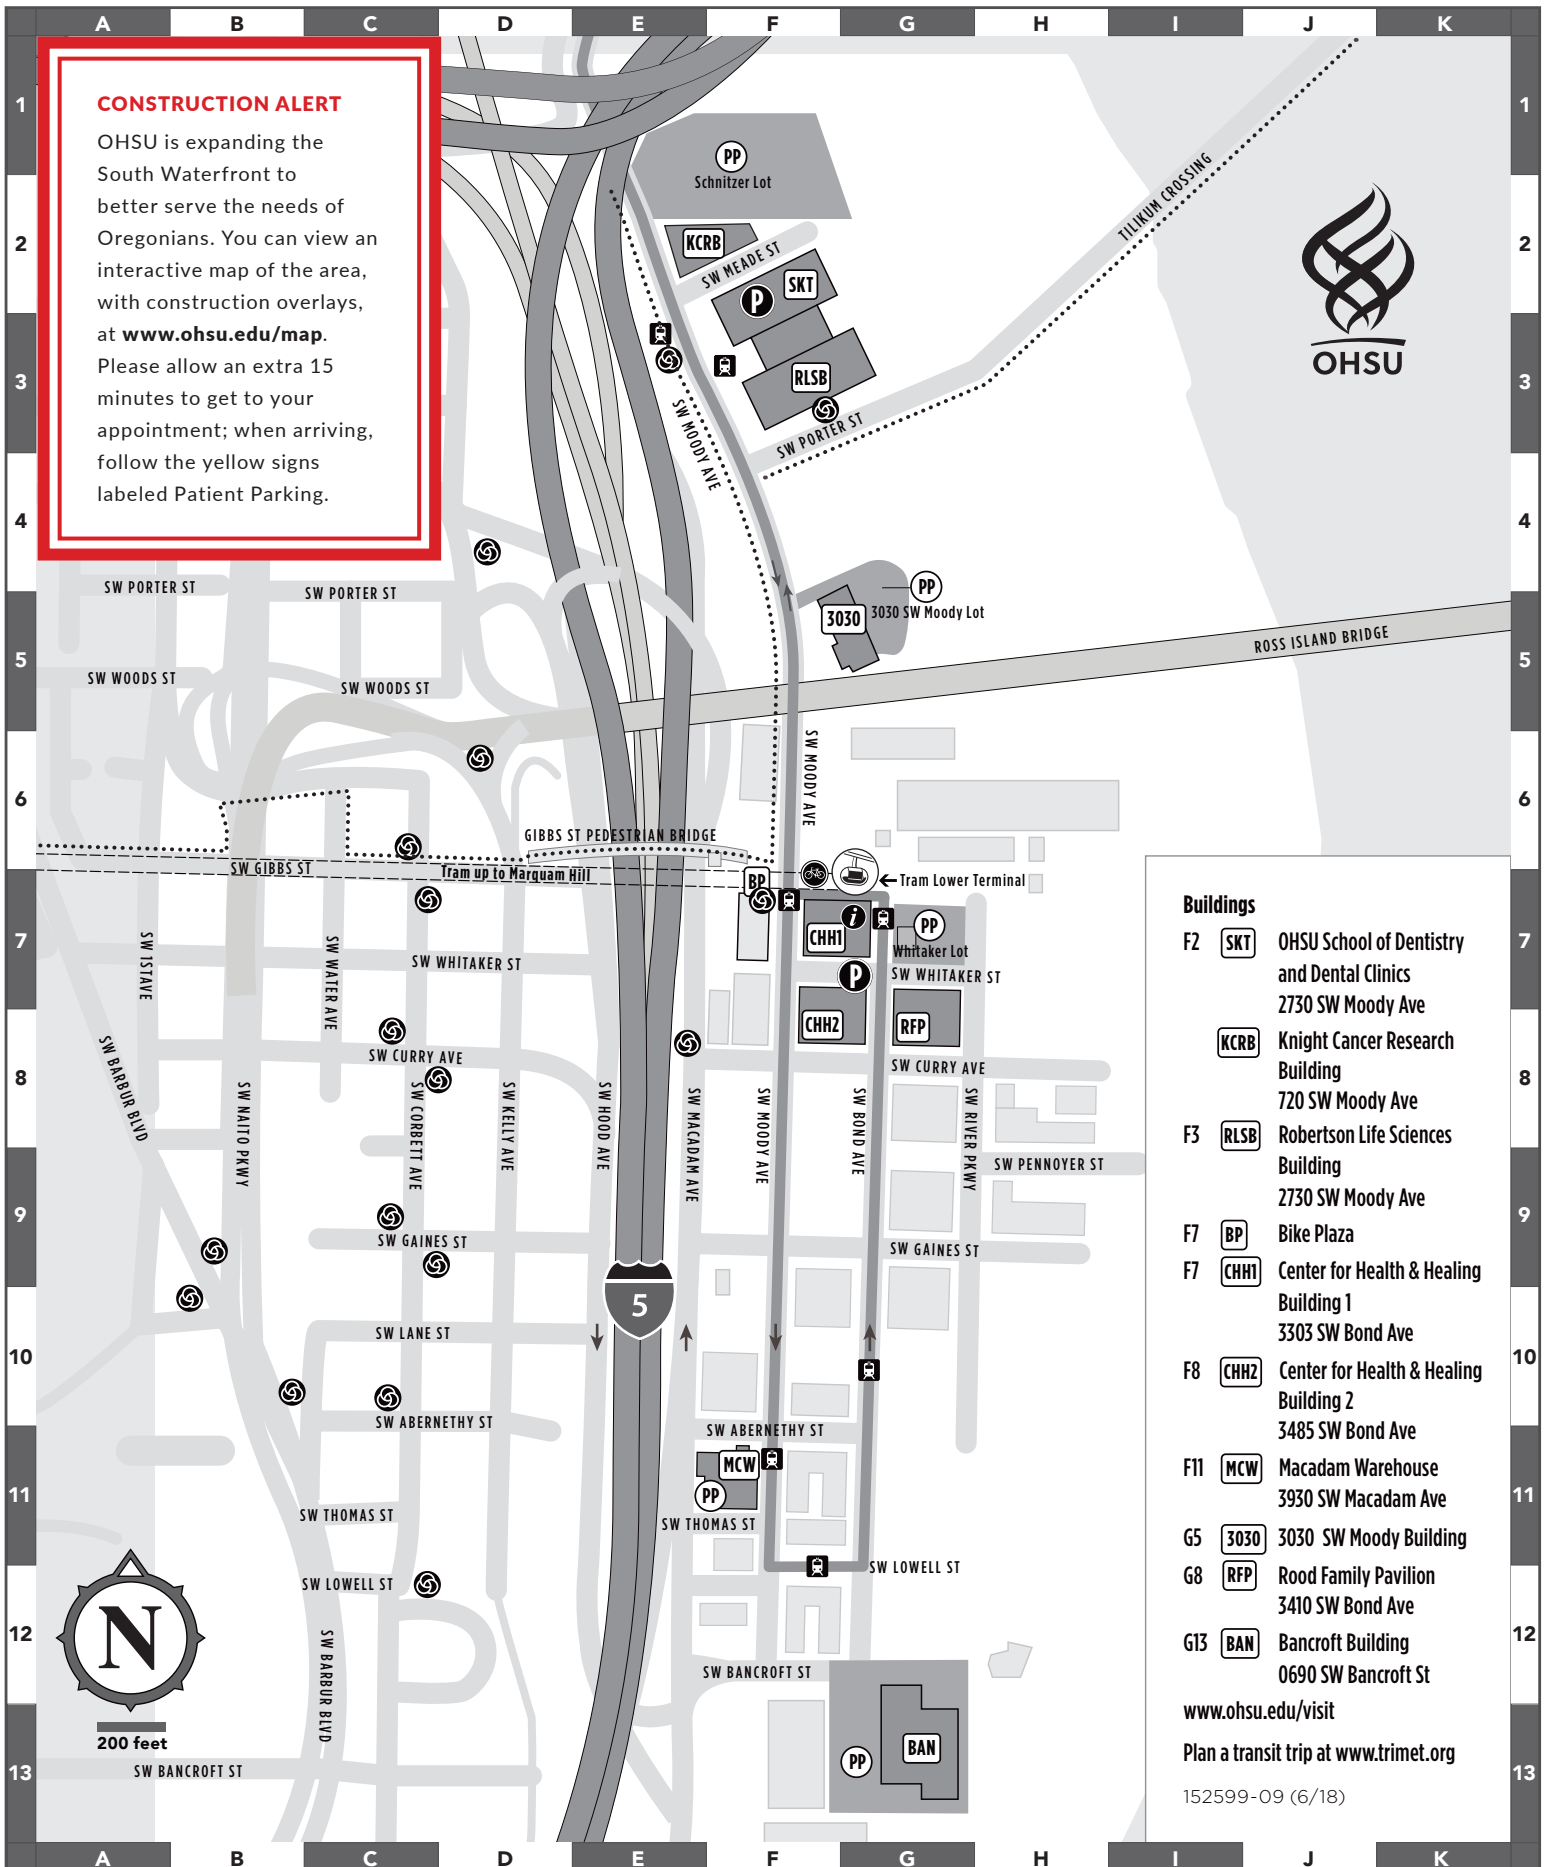 A B C D E F G H I J K
1
2
3
4
5
6
7
8
9
10
11
12
13
1
2
3
4
5
6
7
8
9
10
11
12
13
CONSTRUCTION ALERT
OHSU is expanding the
South Waterfront to
better serve the needs of
Oregonians. You can view an
interactive map of the area,
with construction overlays,
at www.ohsu.edu/map.
Please allow an extra 15
minutes to get to your
appointment; when arriving,
follow the yellow signs
labeled Patient Parking.
PP
Schnitzer Lot
KCRB
SW MEADE ST
SKT
P
RLSB
SW PORTER ST
SW MOODY AVE
TILIKUM CROSSING
OHSU
SW PORTER ST
SW PORTER ST
PP
3030
3030 SW Moody Lot
ROSS ISLAND BRIDGE
SW WOODS ST
SW WOODS ST
SW MOODY AVE
GIBBS ST PEDESTRIAN BRIDGE
SW GIBBS ST
Tram up to Marquam Hill
BP
Tram Lower Terminal
i
CHH1
PP
Whitaker Lot
SW 1STAVE
SW WATER AVE
SW WHITAKER ST
P
SW WHITAKER ST
CHH2
RFP
SW BARBUR BLVD
SW CURRY AVE
SW CURRY AVE
SW NAITO PKWY
SW CORBETT AVE
SW KELLY AVE
SW HOOD AVE
SW MACADAM AVE
SW MOODY AVE
SW BOND AVE
SW RIVER PKWY
SW PENNOYER ST
SW GAINES ST
SW GAINES ST
5
SW LANE ST
SW ABERNETHY ST
SW ABERNETHY ST
MCW
PP
SW THOMAS ST
SW THOMAS ST
SW LOWELL ST
SW LOWELL ST
N
200 feet
SW BARBUR BLVD
SW BANCROFT ST
SW BANCROFT ST
PP
BAN
Buildings
F2 SKT OHSU School of Dentistry
and Dental Clinics
2730 SW Moody Ave
KCRB Knight Cancer Research
Building
720 SW Moody Ave
F3 RLSB Robertson Life Sciences
Building
2730 SW Moody Ave
F7 BP Bike Plaza
F7 CHH1 Center for Health & Healing
Building 1
3303 SW Bond Ave
F8 CHH2 Center for Health & Healing
Building 2
3485 SW Bond Ave
F11 MCW Macadam Warehouse
3930 SW Macadam Ave
G5 3030 3030 SW Moody Building
G8 RFP Rood Family Pavilion
3410 SW Bond Ave
G13 BAN Bancroft Building
0690 SW Bancroft St
www.ohsu.edu/visit
Plan a transit trip at www.trimet.org
152599-09 (6/18)
A B C D E F G H I J K